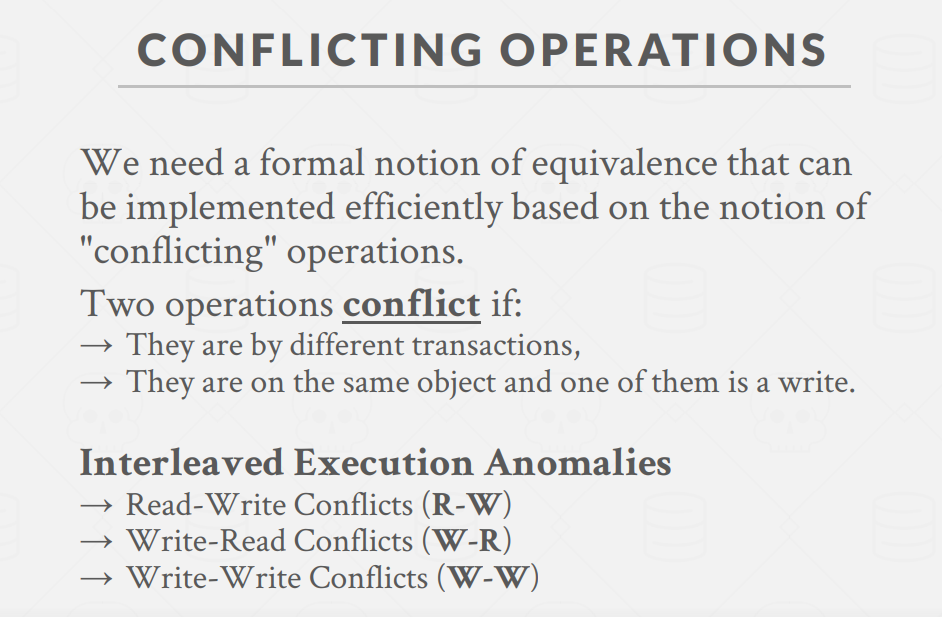 CONFLICTING OPERATIONS
We need a formal notion of equivalence that can
be implemented efficiently based on the notion of
"conflicting" operations.
Two operations conflict if:
→ They are by different transactions,
→ They are on the same object and one of them is a write.
Interleaved Execution Anomalies
→ Read-Write Conflicts (R-W)
→ Write-Read Conflicts (W-R)
→ Write-Write Conflicts (W-W)